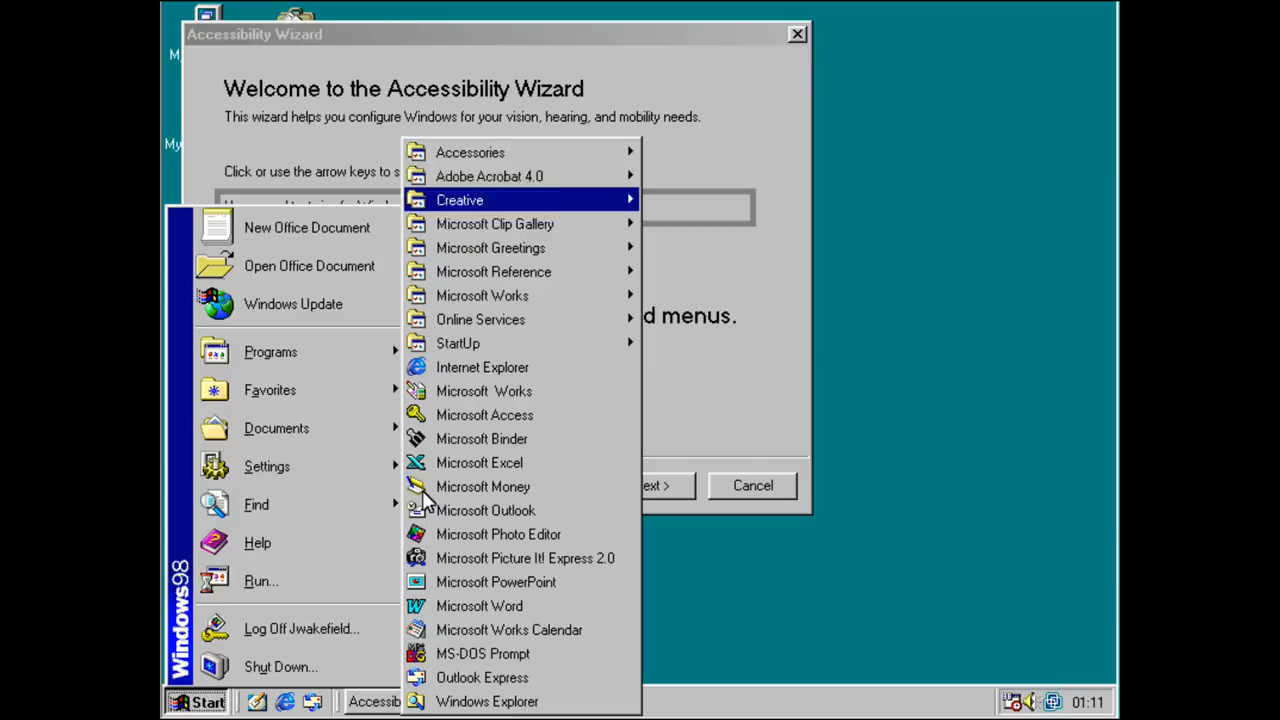 My
My
Accessibility Wizard
Welcome to the Accessibility Wizard
This wizard helps you configure Windows for your vision, hearing, and mobility needs.
Click or use the arrow keys to s
d menus.
ext >
Cancel
Accessories
Adobe Acrobat 4.0
Creative
Microsoft Clip Gallery
Microsoft Greetings
Microsoft Reference
Microsoft Works
Online Services
StartUp
Internet Explorer
Microsoft  Works
Microsoft Access
Microsoft Binder
Microsoft Excel
Microsoft Money
Microsoft Outlook
Microsoft Photo Editor
Microsoft Picture It! Express 2.0
Microsoft PowerPoint
Microsoft Word
Microsoft Works Calendar
MS-DOS Prompt
Outlook Express
Windows Explorer
New Office Document
Open Office Document
Windows Update
Programs
Favorites
Documents
Settings
Find
Help
Run...
Log Off Jwakefield...
Shut Down...
Windows98
Start
Accessib
01:11